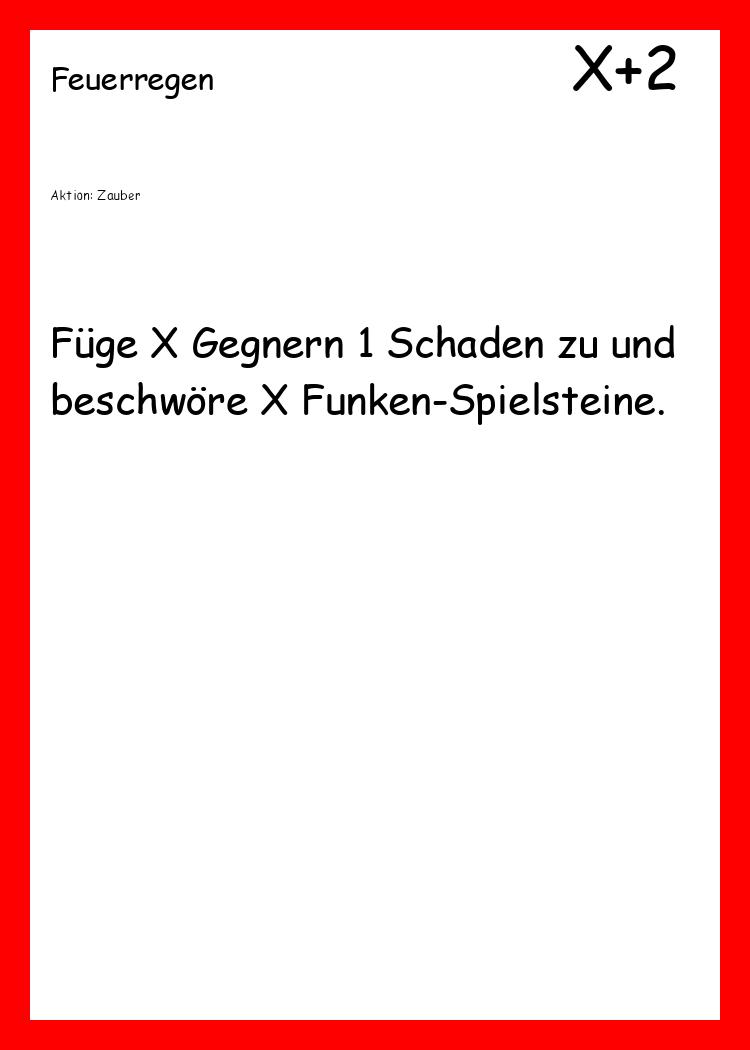 Feuerregen
X+2
Aktion: Zauber
Füge X Gegnern 1 Schaden zu und
beschwöre X Funken-Spielsteine.